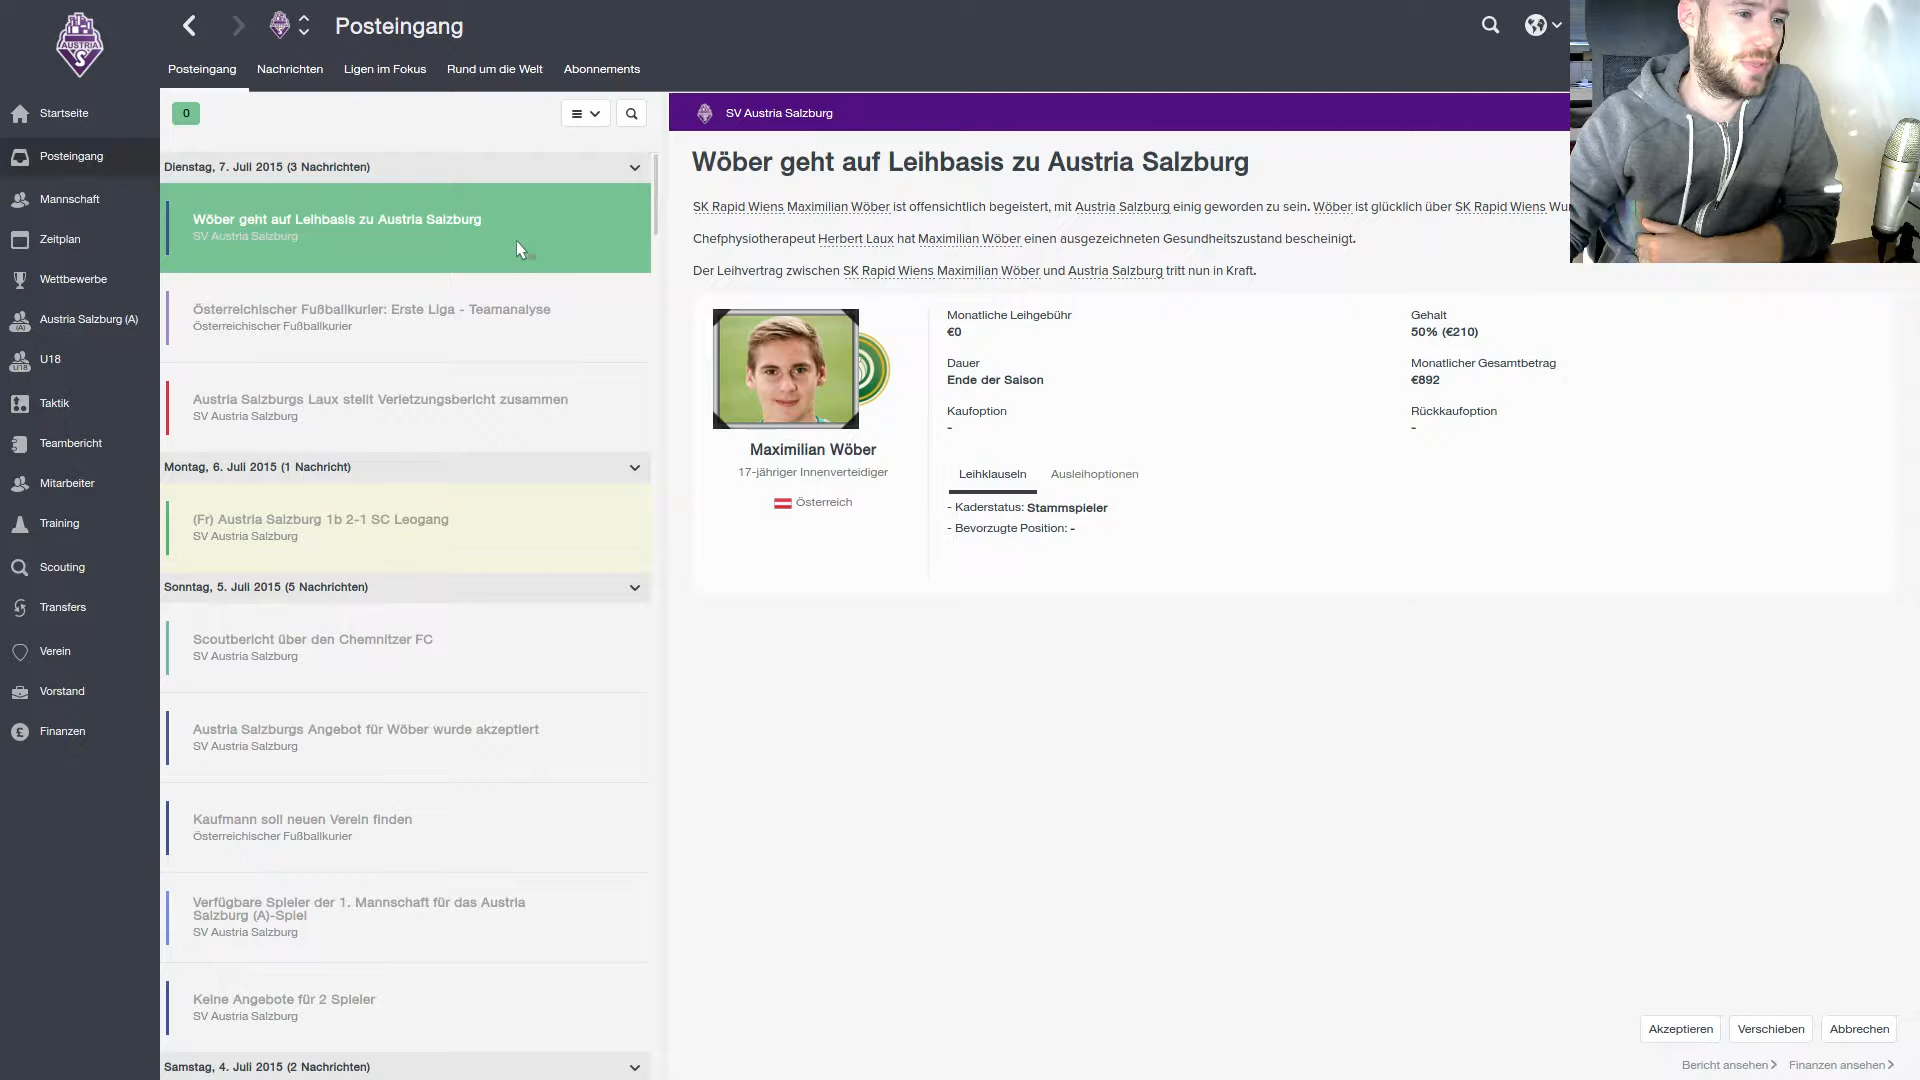 AUSTRIA
S
Posteingang
Posteingang
Nachrichten
Ligen im Fokus
Rund um die Welt
Abonnements
Startseite
Posteingang
Mannschaft
Zeitplan
Wettbewerbe
Austria Salzburg (A)
U18
Taktik
Teambericht
Mitarbeiter
Training
Scouting
Transfers
Verein
Vorstand
Finanzen
0
Dienstag, 7. Juli 2015 (3 Nachrichten)
Wöber geht auf Leihbasis zu Austria Salzburg
SV Austria Salzburg
Österreichischer Fußballkurier: Erste Liga - Teamanalyse
Österreichischer Fußballkurier
Austria Salzburgs Laux stellt Verletzungsbericht zusammen
SV Austria Salzburg
Montag, 6. Juli 2015 (1 Nachricht)
(Fr) Austria Salzburg 1b 2-1 SC Leogang
SV Austria Salzburg
Sonntag, 5. Juli 2015 (5 Nachrichten)
Scoutbericht über den Chemnitzer FC
SV Austria Salzburg
Austria Salzburgs Angebot für Wöber wurde akzeptiert
SV Austria Salzburg
Kaufmann soll neuen Verein finden
Österreichischer Fußballkurier
Verfügbare Spieler der 1. Mannschaft für das Austria
Salzburg (A)-Spiel
SV Austria Salzburg
Keine Angebote für 2 Spieler
SV Austria Salzburg
Samstag, 4. Juli 2015 (2 Nachrichten)
SV Austria Salzburg
Wöber geht auf Leihbasis zu Austria Salzburg
SK Rapid Wiens Maximilian Wöber ist offensichtlich begeistert, mit Austria Salzburg einig geworden zu sein. Wöber ist glücklich über SK Rapid Wiens Wu
Chefphysiotherapeut Herbert Laux hat Maximilian Wöber einen ausgezeichneten Gesundheitszustand bescheinigt.
Der Leihvertrag zwischen SK Rapid Wiens Maximilian Wöber und Austria Salzburg tritt nun in Kraft.
Maximilian Wöber
17-jähriger Innenverteidiger
Österreich
Monatliche Leihgebühr
€0
Dauer
Ende der Saison
Kaufoption
-
Gehalt
50% (€210)
Monatlicher Gesamtbetrag
€892
Rückkaufoption
-
Leihklauseln
Ausleihoptionen
- Kaderstatus: Stammspieler
- Bevorzugte Position: -
Akzeptieren
Verschieben
Abbrechen
Bericht ansehen
Finanzen ansehen